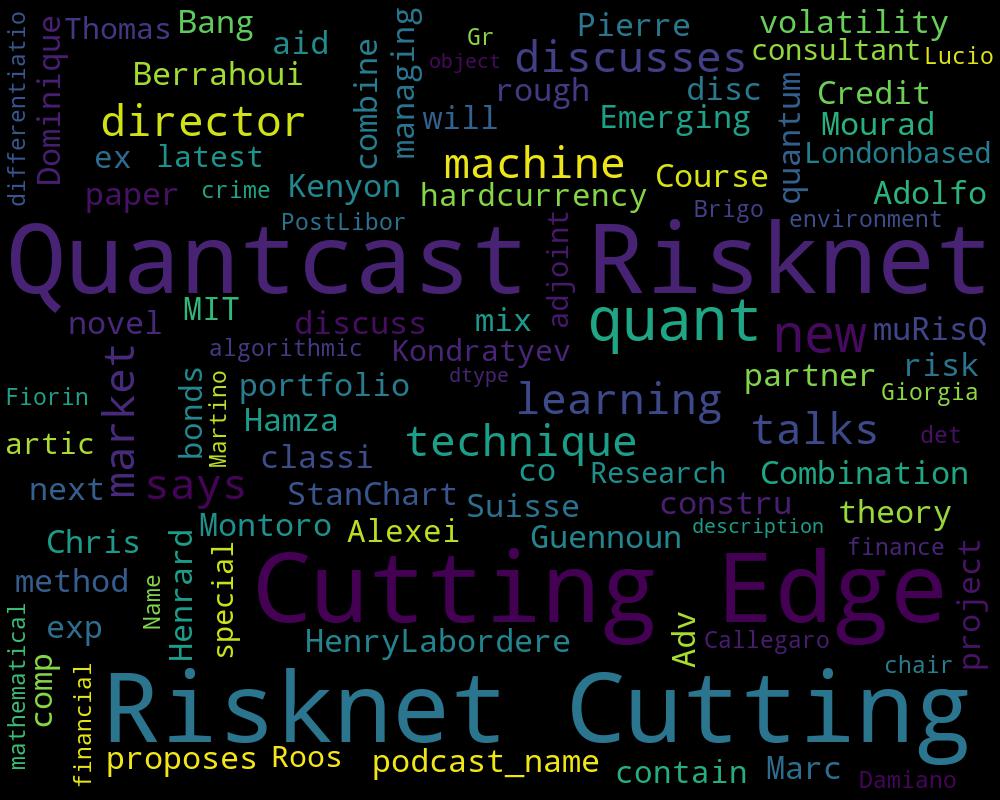 differentiatio
Dominique
Thomas
Bang
aid
combine
managing
Gr
object
Pierre
discusses
volatility
consultant
Lucio
Berrahoui
director
rough
disc
Credit
will
Emerging
quantum
Mourad
ex
latest
machine
Course
Londonbased
paper
crime
Kenyon
hardcurrency
Adolfo
PostLibor
Brigo
environment
Quantcast Risknet
adjoint
novel
MIT
discuss
mix
quant
new
muRisQ
algorithmic
Kondratyev
risk
market
bonds
Martino
portfolio
dtype
partner
Giorgia
Fiorin
Hamza
learning
talks
det
artic
technique
classi
co
Research
Combination
next
says
StanChart
Suisse
constru
theory
Montoro
Alexei
Guennoun
description
finance
Chris
Henrard
special
Cutting Edge
project
method
Name
exp
HenryLabordere
Adv
Callegaro
chair
mathematical
comp
financial
Risknet Cutting
proposes
Roos
podcast_name
contain
Marc
Damiano